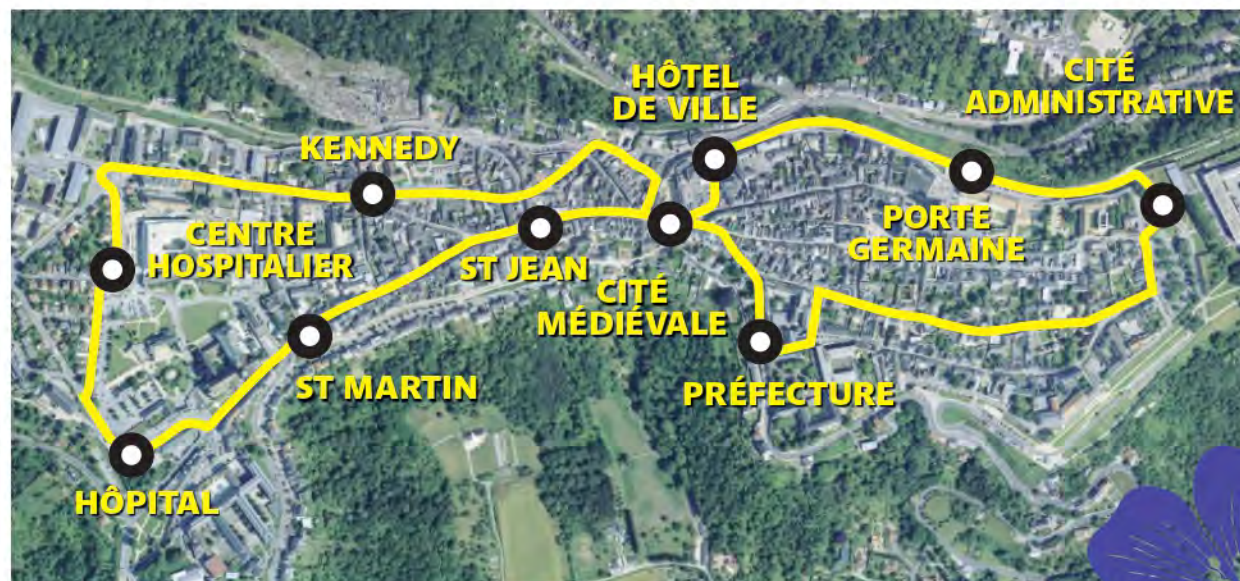 HÔTEL
DE VILLE
CITÉ
ADMINISTRATIVE
KENNEDY
CENTRE
HOSPITALIER
ST JEAN
PORTE
GERMAINE
CITÉ
MÉDIÉVALE
ST MARTIN
PRÉFECTURE
HÔPITAL